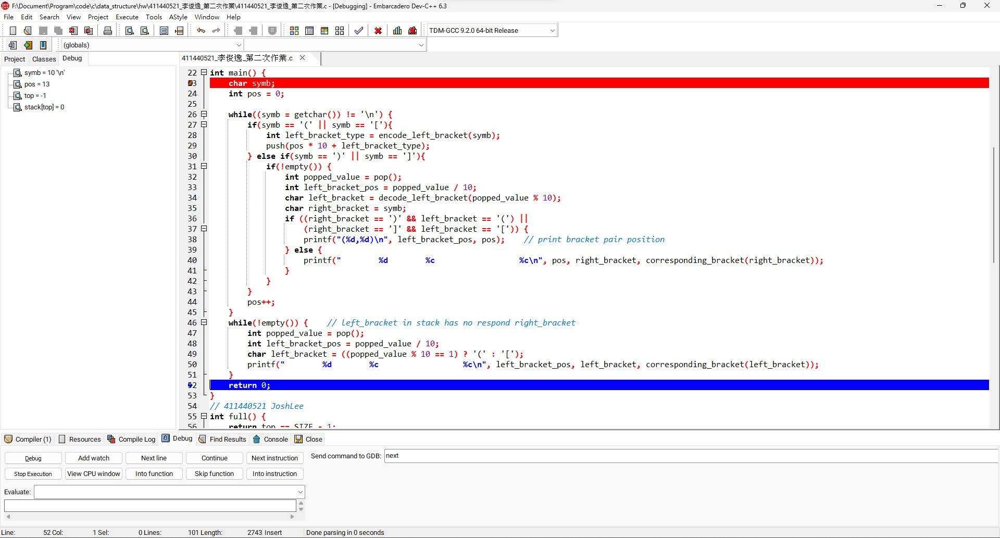 F:\Document\Program\code\c\data_structure\hw\411440521_李俊逸_第二次作業\411440521_李俊逸_第二次作業.c - [Debugging] - Embarcadero Dev-C++ 6.3
File Edit Search View Project Execute Tools AStyle Window Help
TDM-GCC 9.2.0 64-bit Release
(globals)
Project Classes Debug
411440521_李俊逸_第二次作業.c
symb = 10 '\n'
pos = 13
top = -1
stack[top] = 0
22 int main() {
23     char symb;
24     int pos = 0;
25
26     while((symb = getchar()) != '\n') {
27         if(symb == '(' || symb == '['){
28             int left_bracket_type = encode_left_bracket(symb);
29             push(pos * 10 + left_bracket_type);
30         } else if(symb == ')' || symb == ']'){
31             if(!empty()) {
32                 int popped_value = pop();
33                 int left_bracket_pos = popped_value / 10;
34                 char left_bracket = decode_left_bracket(popped_value % 10);
35                 char right_bracket = symb;
36                 if ((right_bracket == ')' && left_bracket == '(') ||
37                     (right_bracket == ']' && left_bracket == '[')) {
38                     printf("(%d,%d)\n", left_bracket_pos, pos);    // print bracket pair position
39                 } else {
40                     printf("        %d        %c                  %c\n", pos, right_bracket, corresponding_bracket(right_bracket));
41                 }
42             }
43         }
44         pos++;
45     }
46     while(!empty()) {    // left_bracket in stack has no respond right_bracket
47         int popped_value = pop();
48         int left_bracket_pos = popped_value / 10;
49         char left_bracket = ((popped_value % 10 == 1) ? '(' : '[');
50         printf("        %d        %c                  %c\n", left_bracket_pos, left_bracket, corresponding_bracket(left_bracket));
51     }
52     return 0;
53 }
54 // 411440521 JoshLee
55 int full() {
56     return top == SIZE - 1;
Compiler (1) Resources Compile Log Debug Find Results Console Close
Debug Add watch Next line Continue Next instruction Send command to GDB: next
Stop Execution View CPU window Into function Skip function Into instruction
Evaluate:
Line: 52 Col: 1 Sel: 0 Lines: 101 Length: 2743 Insert Done parsing in 0 seconds